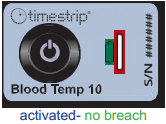 timestrip®
Blood Temp 10
S/N #######
activated- no breach